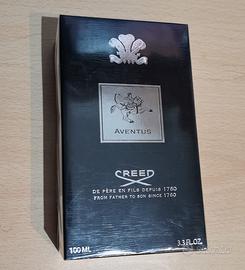 AVENTUS
CREED
DE PÈRE EN FILS DEPUIS 1760
FROM FATHER TO SON SINCE 1760
100 ML
3.3 FL.OZ.